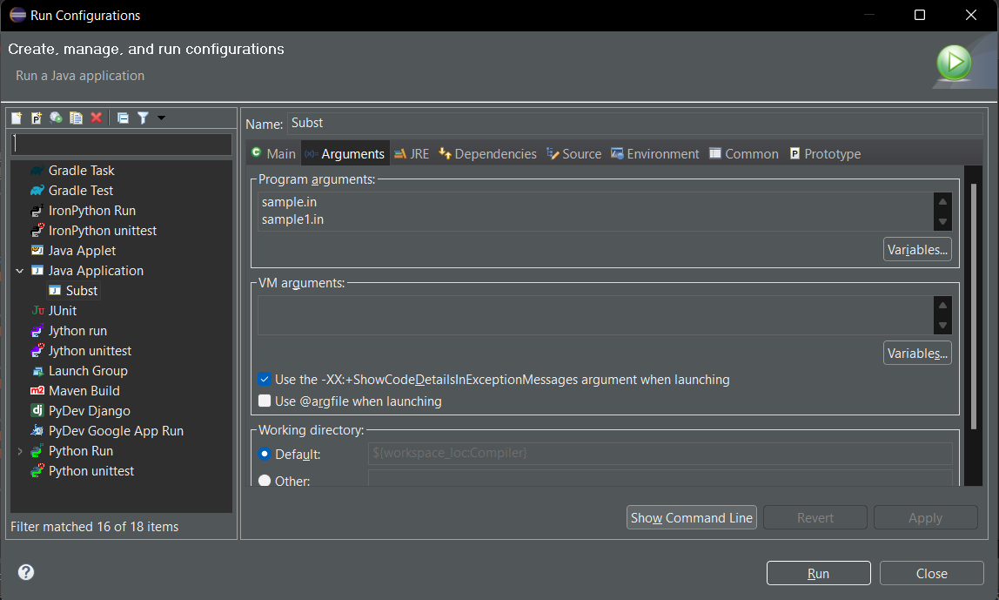 Run Configurations
Create, manage, and run configurations
Run a Java application
Name: Subst
Main Arguments JRE Dependencies Source Environment Common Prototype
Gradle Task
Gradle Test
IronPython Run
IronPython unittest
Java Applet
Java Application
Subst
JUnit
Jython run
Jython unittest
Launch Group
Maven Build
PyDev Django
PyDev Google App Run
Python Run
Python unittest
Filter matched 16 of 18 items
Program arguments:
sample.in
sample1.in
Variables...
VM arguments:
Variables...
Use the -XX:+ShowCodeDetailsInExceptionMessages argument when launching
Use @argfile when launching
Working directory:
Default: ${workspace_loc:Compiler}
Other:
Show Command Line Revert Apply
Run Close